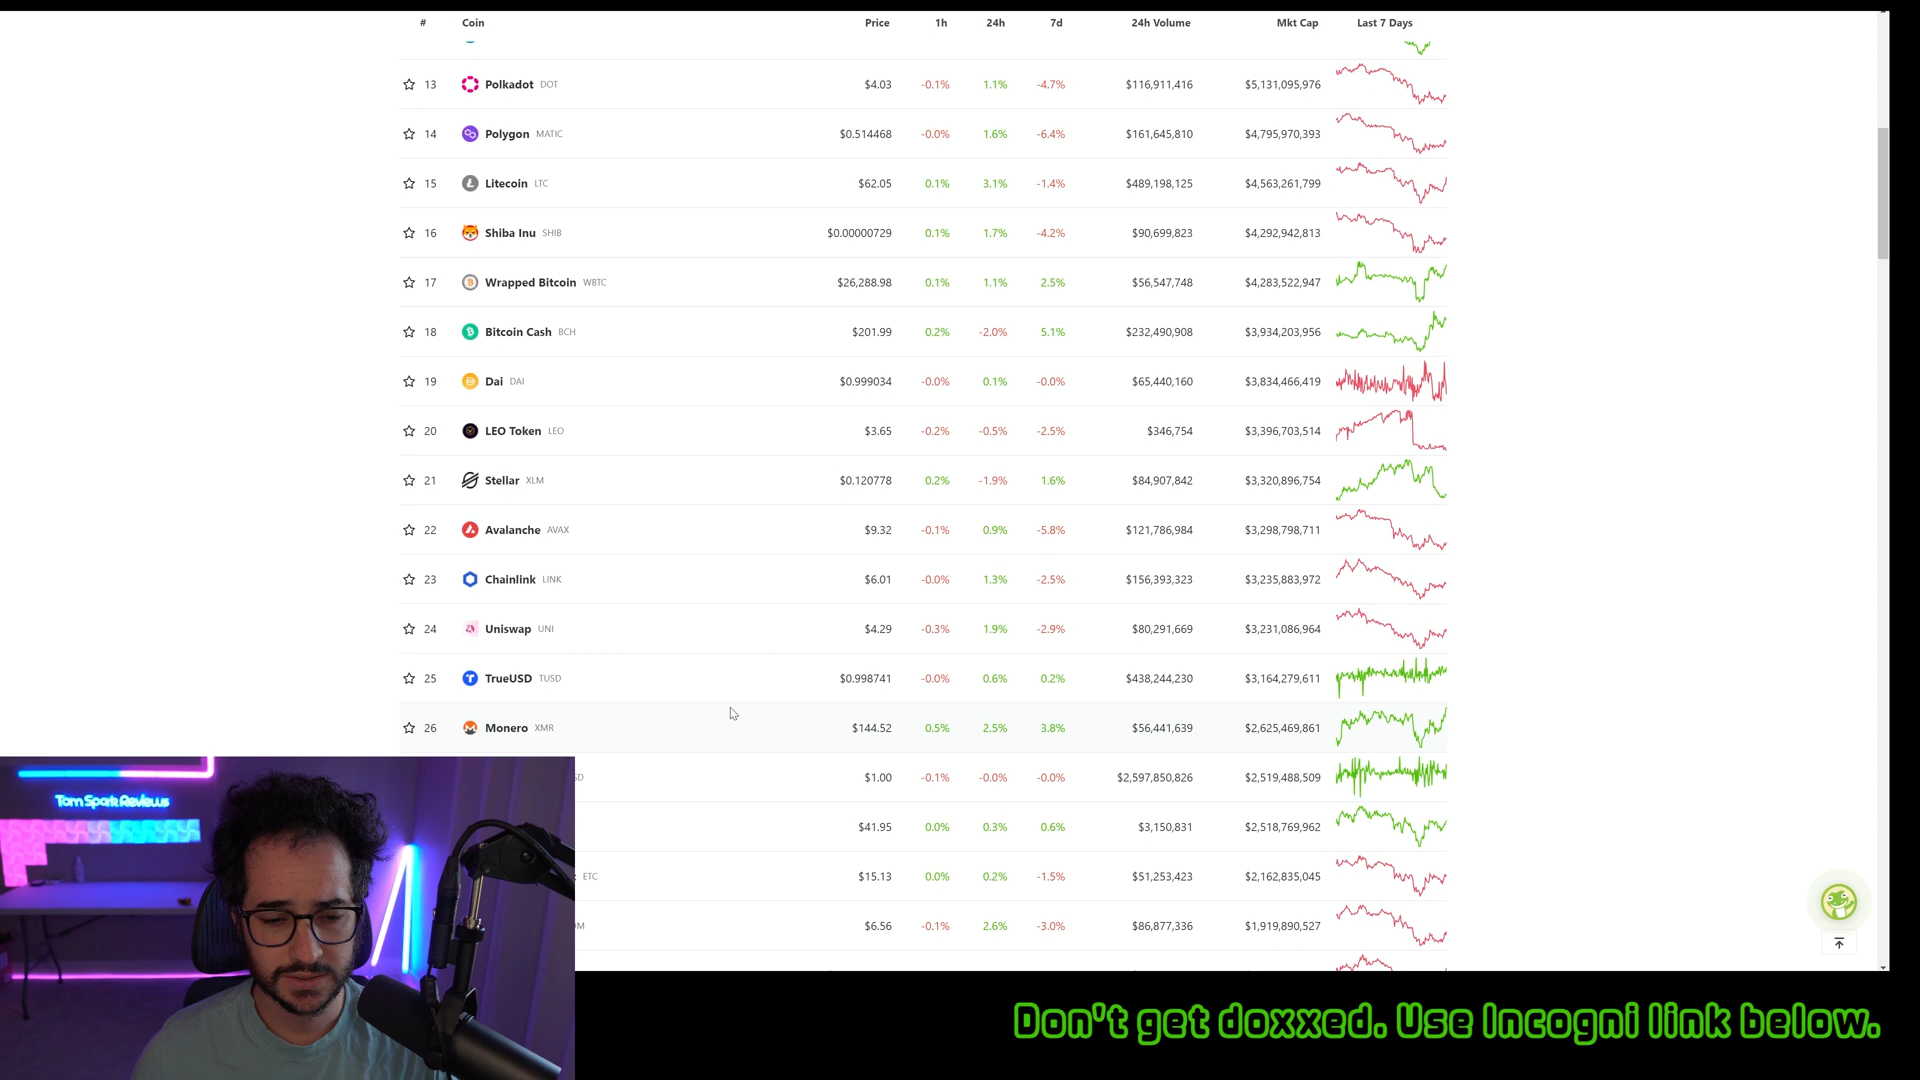 # Coin Price 1h 24h 7d 24h Volume Mkt Cap Last 7 Days
13 Polkadot DOT $4.03 -0.1% 1.1% -4.7% $116,911,416 $5,131,095,976
14 Polygon MATIC $0.514468 -0.0% 1.6% -6.4% $161,645,810 $4,795,970,393
15 Litecoin LTC $62.05 0.1% 3.1% -1.4% $489,198,125 $4,563,261,799
16 Shiba Inu SHIB $0.00000729 0.1% 1.7% -4.2% $90,699,823 $4,292,942,813
17 Wrapped Bitcoin WBTC $26,288.98 0.1% 1.1% 2.5% $56,547,748 $4,283,522,947
18 Bitcoin Cash BCH $201.99 0.2% -2.0% 5.1% $232,490,908 $3,934,203,956
19 Dai DAI $0.999034 -0.0% 0.1% -0.0% $65,440,160 $3,834,466,419
20 LEO Token LEO $3.65 -0.2% -0.5% -2.5% $346,754 $3,396,703,514
21 Stellar XLM $0.120778 0.2% -1.9% 1.6% $84,907,842 $3,320,896,754
22 Avalanche AVAX $9.32 -0.1% 0.9% -5.8% $121,786,984 $3,298,798,711
23 Chainlink LINK $6.01 -0.0% 1.3% -2.5% $156,393,323 $3,235,883,972
24 Uniswap UNI $4.29 -0.3% 1.9% -2.9% $80,291,669 $3,231,086,964
25 TrueUSD TUSD $0.998741 -0.0% 0.6% 0.2% $438,244,230 $3,164,279,611
26 Monero XMR $144.52 0.5% 2.5% 3.8% $56,441,639 $2,625,469,861
$1.00 -0.1% -0.0% -0.0% $2,597,850,826 $2,519,488,509
$41.95 0.0% 0.3% 0.6% $3,150,831 $2,518,769,962
ETC $15.13 0.0% 0.2% -1.5% $51,253,423 $2,162,835,045
$6.56 -0.1% 2.6% -3.0% $86,877,336 $1,919,890,527
Tom Spark Reviews
Don't get doxxed. Use Incogni link below.